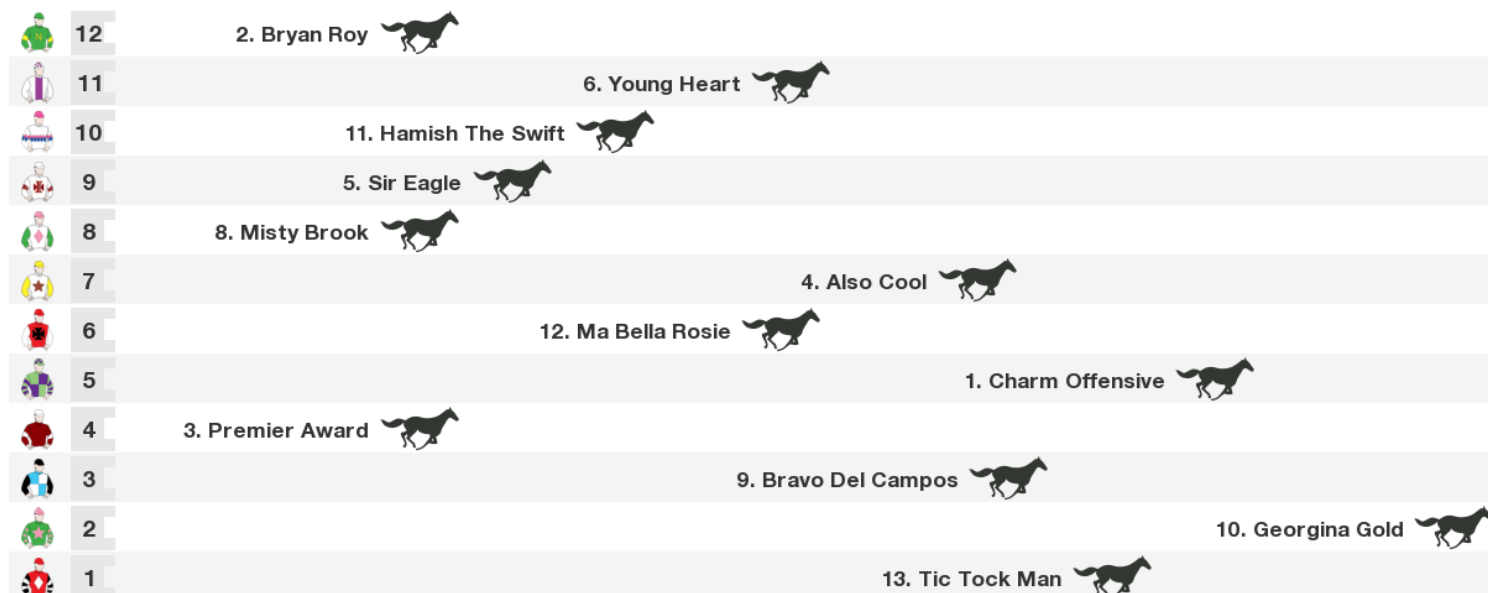 12 2. Bryan Roy
11 6. Young Heart
10 11. Hamish The Swift
9 5. Sir Eagle
8 8. Misty Brook
7 4. Also Cool
6 12. Ma Bella Rosie
5 1. Charm Offensive
4 3. Premier Award
3 9. Bravo Del Campos
2 10. Georgina Gold
1 13. Tic Tock Man